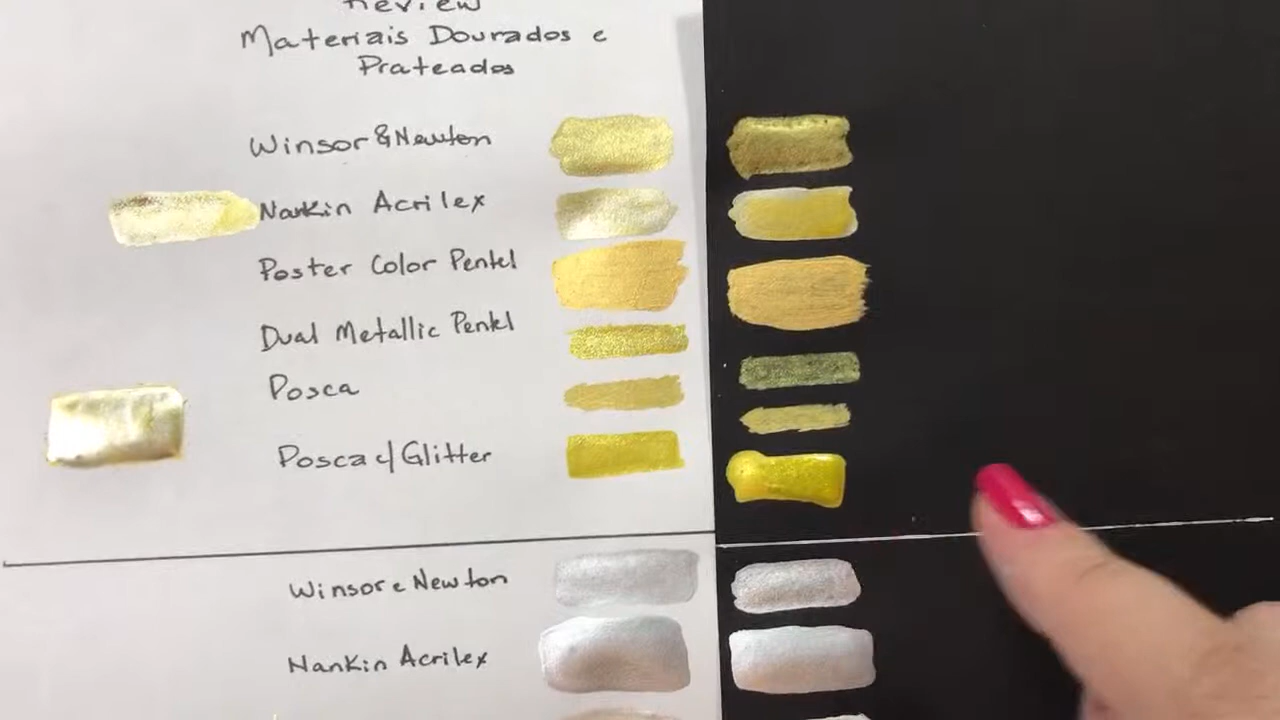 Review
Materiais Dourados e
Prateados
Winsor & Newton
Nankin Acrilex
Poster Color Pentel
Dual Metallic Pentel
Posca
Posca c/Glitter
Winsor e Newton
Nankin Acrilex